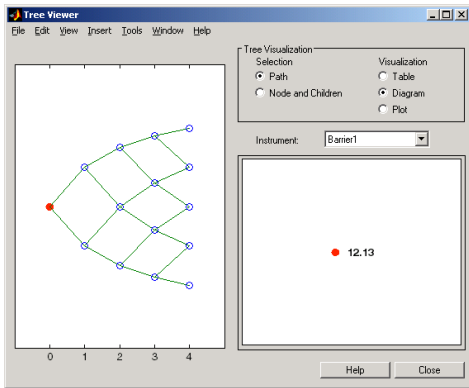 Tree Viewer
File Edit View Insert Tools Window Help
Tree Visualization
Selection Visualization
Path Table
Node and Children Diagram
Plot
Instrument: Barrier1
12.13
0 1 2 3 4
Help Close